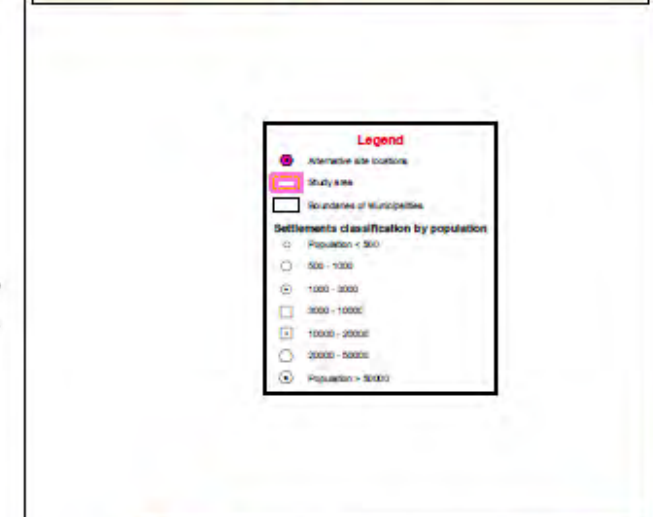 Legend
Alternative site locations
Study area
Boundaries of Municipalities
Settlements classification by population
Population < 500
500 - 1000
1000 - 3000
3000 - 10000
10000 - 20000
20000 - 50000
Population > 50000